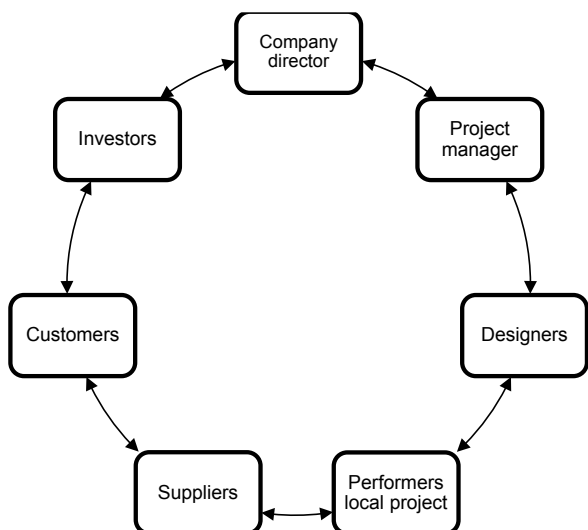 Company
director
Project
manager
Designers
Performers
local project
Suppliers
Customers
Investors